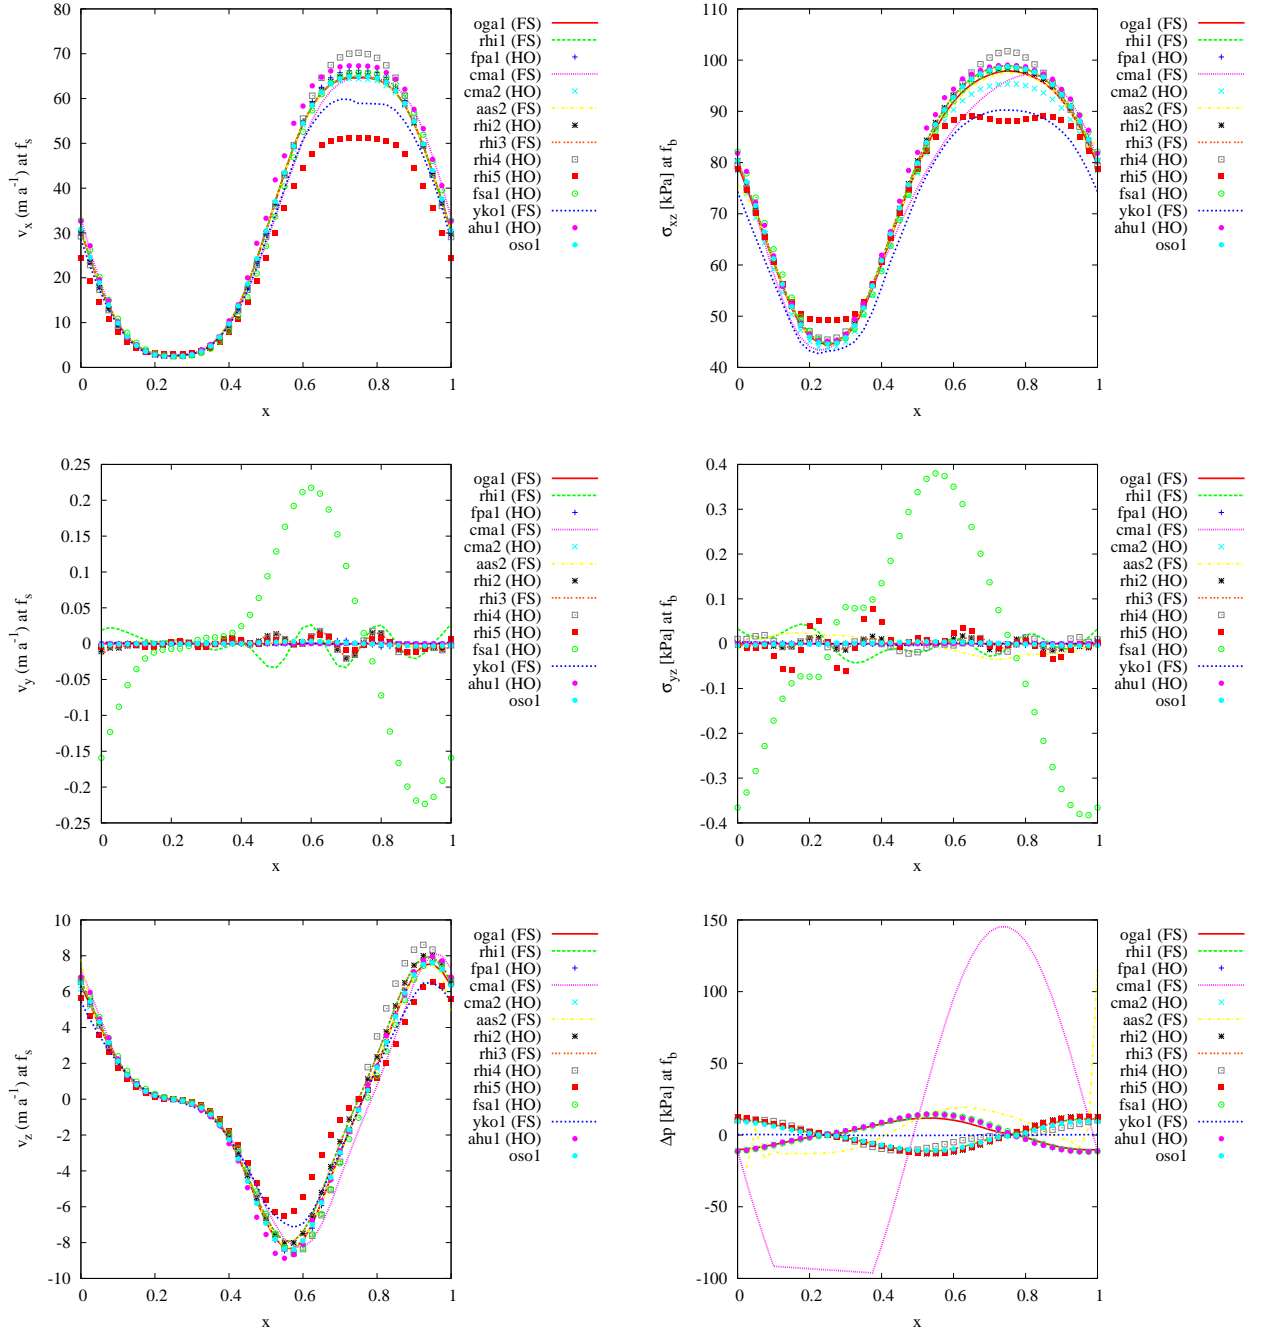 80
70
60
50
40
30
20
10
0
0 0.2 0.4 0.6 0.8 1
x
v_x (m a^-1) at f_s
oga1 (FS)
rhi1 (FS)
fpa1 (HO)
cma1 (FS)
cma2 (HO)
aas2 (FS)
rhi2 (HO)
rhi3 (FS)
rhi4 (HO)
rhi5 (HO)
fsa1 (HO)
yko1 (FS)
ahu1 (HO)
oso1
110
100
90
80
70
60
50
40
0 0.2 0.4 0.6 0.8 1
x
σ_xz [kPa] at f_b
oga1 (FS)
rhi1 (FS)
fpa1 (HO)
cma1 (FS)
cma2 (HO)
aas2 (FS)
rhi2 (HO)
rhi3 (FS)
rhi4 (HO)
rhi5 (HO)
fsa1 (HO)
yko1 (FS)
ahu1 (HO)
oso1
0.25
0.2
0.15
0.1
0.05
0
-0.05
-0.1
-0.15
-0.2
-0.25
0 0.2 0.4 0.6 0.8 1
x
v_y (m a^-1) at f_s
oga1 (FS)
rhi1 (FS)
fpa1 (HO)
cma1 (FS)
cma2 (HO)
aas2 (FS)
rhi2 (HO)
rhi3 (FS)
rhi4 (HO)
rhi5 (HO)
fsa1 (HO)
yko1 (FS)
ahu1 (HO)
oso1
0.4
0.3
0.2
0.1
0
-0.1
-0.2
-0.3
-0.4
0 0.2 0.4 0.6 0.8 1
x
σ_yz [kPa] at f_b
oga1 (FS)
rhi1 (FS)
fpa1 (HO)
cma1 (FS)
cma2 (HO)
aas2 (FS)
rhi2 (HO)
rhi3 (FS)
rhi4 (HO)
rhi5 (HO)
fsa1 (HO)
yko1 (FS)
ahu1 (HO)
oso1
10
8
6
4
2
0
-2
-4
-6
-8
-10
0 0.2 0.4 0.6 0.8 1
x
v_z (m a^-1) at f_s
oga1 (FS)
rhi1 (FS)
fpa1 (HO)
cma1 (FS)
cma2 (HO)
aas2 (FS)
rhi2 (HO)
rhi3 (FS)
rhi4 (HO)
rhi5 (HO)
fsa1 (HO)
yko1 (FS)
ahu1 (HO)
oso1
150
100
50
0
-50
-100
0 0.2 0.4 0.6 0.8 1
x
Δp [kPa] at f_b
oga1 (FS)
rhi1 (FS)
fpa1 (HO)
cma1 (FS)
cma2 (HO)
aas2 (FS)
rhi2 (HO)
rhi3 (FS)
rhi4 (HO)
rhi5 (HO)
fsa1 (HO)
yko1 (FS)
ahu1 (HO)
oso1